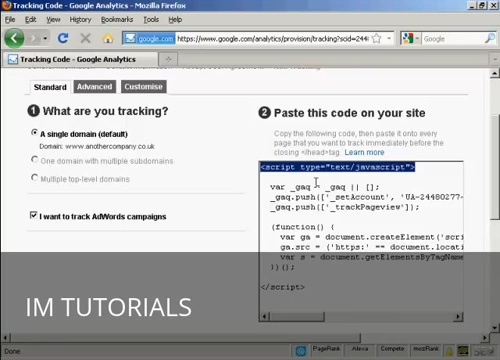 Tracking Code - Google Analytics - Mozilla Firefox
File Edit View History Bookmarks Tools Help
google.com https://www.google.com/analytics/provision/tracking?scid=244 Google
Tracking Code - Google Analytics
Standard Advanced Customise
1 What are you tracking?
A single domain (default)
Domain: www.anothercompany.co.uk
One domain with multiple subdomains
Multiple top-level domains
I want to track AdWords campaigns
2 Paste this code on your site
Copy the following code, then paste it onto every
page that you want to track immediately before the
closing </head> tag. Learn more
<script type="text/javascript">
var _gaq = _gaq || [];
_gaq.push(['_setAccount', 'UA-24480277-
_gaq.push(['_trackPageview']);
(function() {
var ga = document.createElement('scri
ga.src = ('https:' == document.locati
var s = document.getElementsByTagName
})();
</script>
IM TUTORIALS
Done PageRank Alexa Compete mozRank